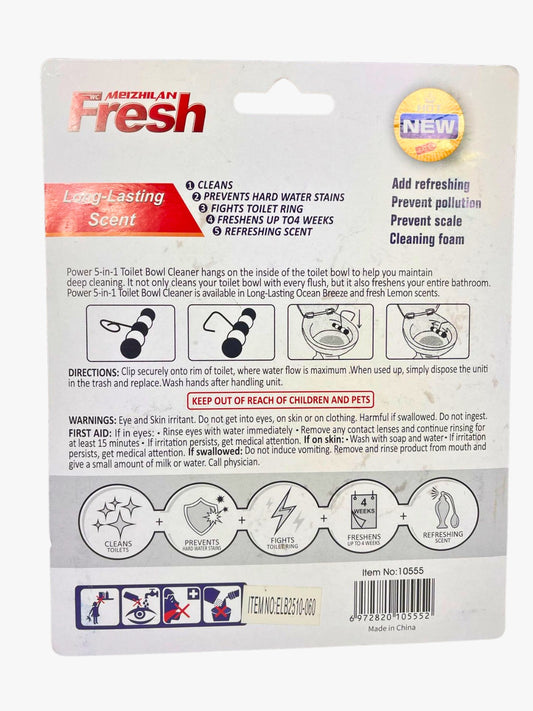 WC MEIZHILAN
Fresh
HOT
NEW
Long-Lasting
Scent
1 CLEANS
2 PREVENTS HARD WATER STAINS
3 FIGHTS TOILET RING
4 FRESHENS UP TO4 WEEKS
5 REFRESHING SCENT
Add refreshing
Prevent pollution
Prevent scale
Cleaning foam
Power 5-in-1 Toilet Bowl Cleaner hangs on the inside of the toilet bowl to help you maintain
deep cleaning. It not only cleans your toilet bowl with every flush, but it also freshens your entire bathroom.
Power 5-in-1 Toilet Bowl Cleaner is available in Long-Lasting Ocean Breeze and fresh Lemon scents.
DIRECTIONS: Clip securely onto rim of toilet, where water flow is maximum .When used up, simply dispose the uniti
in the trash and replace.Wash hands after handling unit.
KEEP OUT OF REACH OF CHILDREN AND PETS
WARNINGS: Eye and Skin irritant. Do not get into eyes, on skin or on clothing. Harmful if swallowed. Do not ingest.
FIRST AID: If in eyes: • Rinse eyes with water immediately • Remove any contact lenses and continue rinsing for
at least 15 minutes • If irritation persists, get medical attention. If on skin: • Wash with soap and water• If irritation
persists, get medical attention. If swallowed: Do not induce vomiting. Remove and rinse product from mouth and
give a small amount of milk or water. Call physician.
CLEANS
TOILETS
+
PREVENTS
HARD WATER STAINS
+
FIGHTS
TOILETRING
+
4
WEEKS
FRESHENS
UP TO 4 WEEKS
+
REFRESHING
SCENT
Item No:10555
ITEM NO:ELB2510-060
6 972820 105552
Made in China